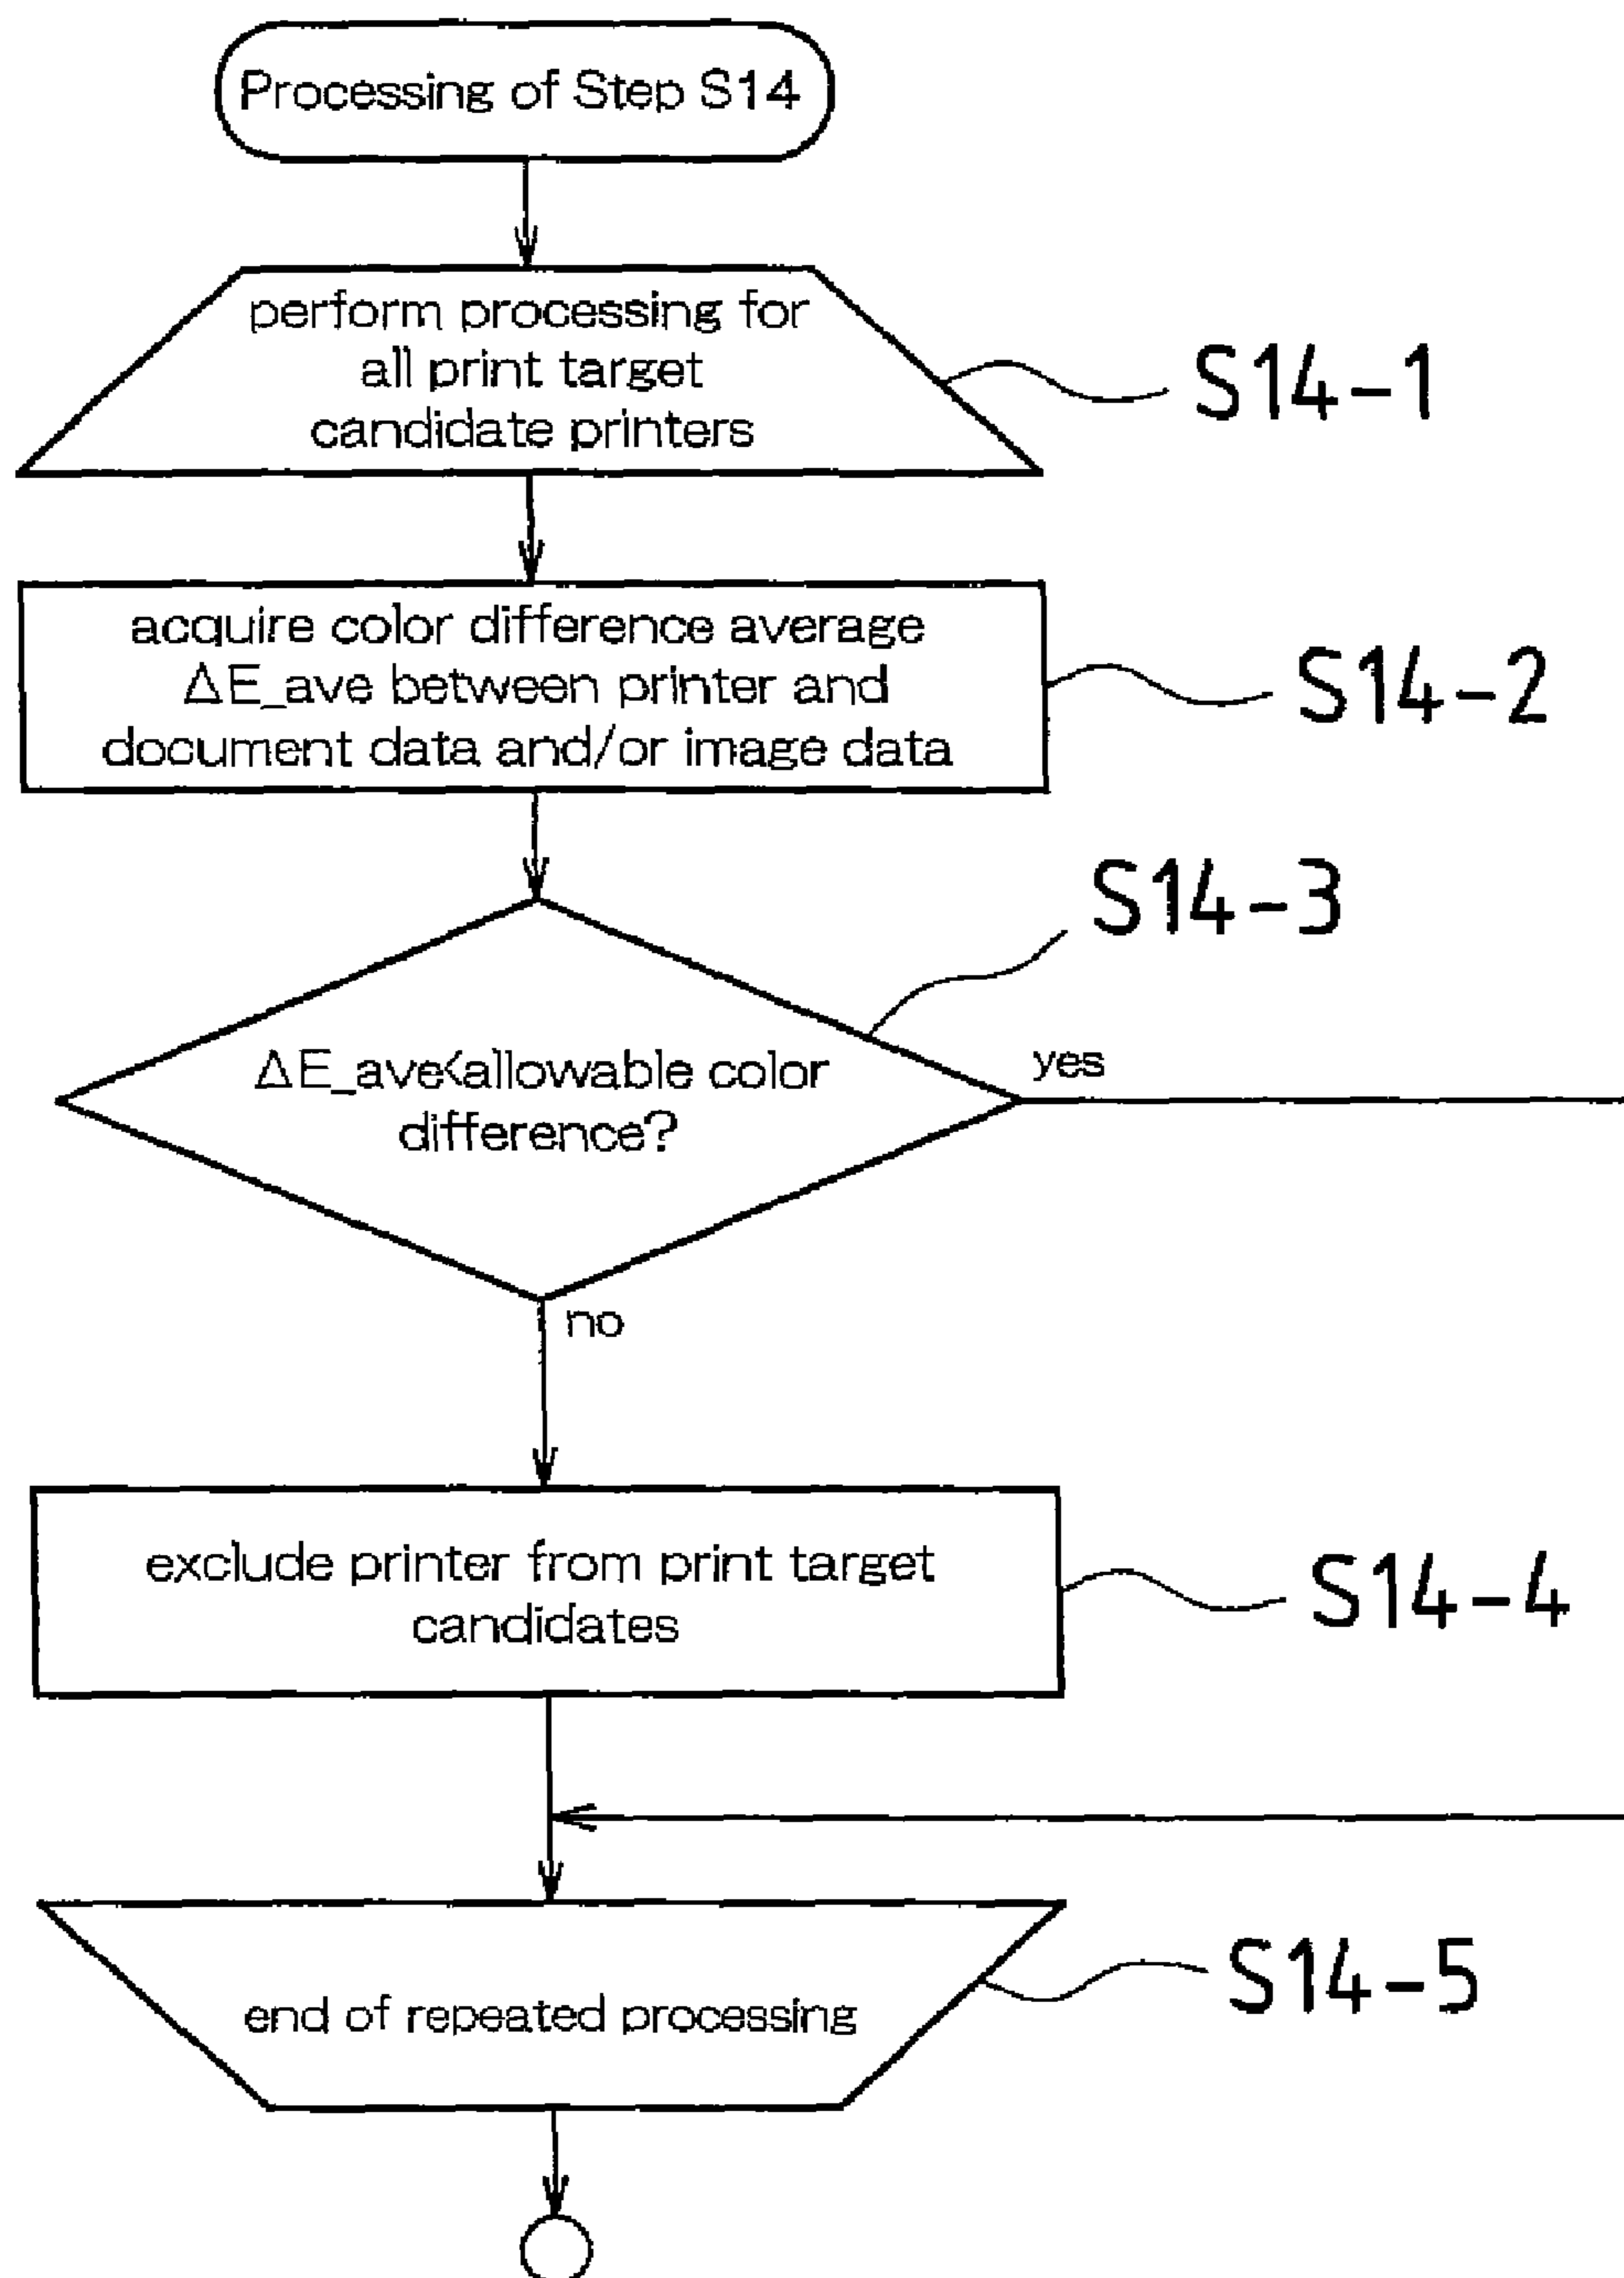 Processing of Step S14
perform processing for
all print target
candidate printers
S14-1
acquire color difference average
ΔE_ave between printer and
document data and/or image data
S14-2
S14-3
ΔE_ave<allowable color
difference?
yes
no
exclude printer from print target
candidates
S14-4
end of repeated processing
S14-5